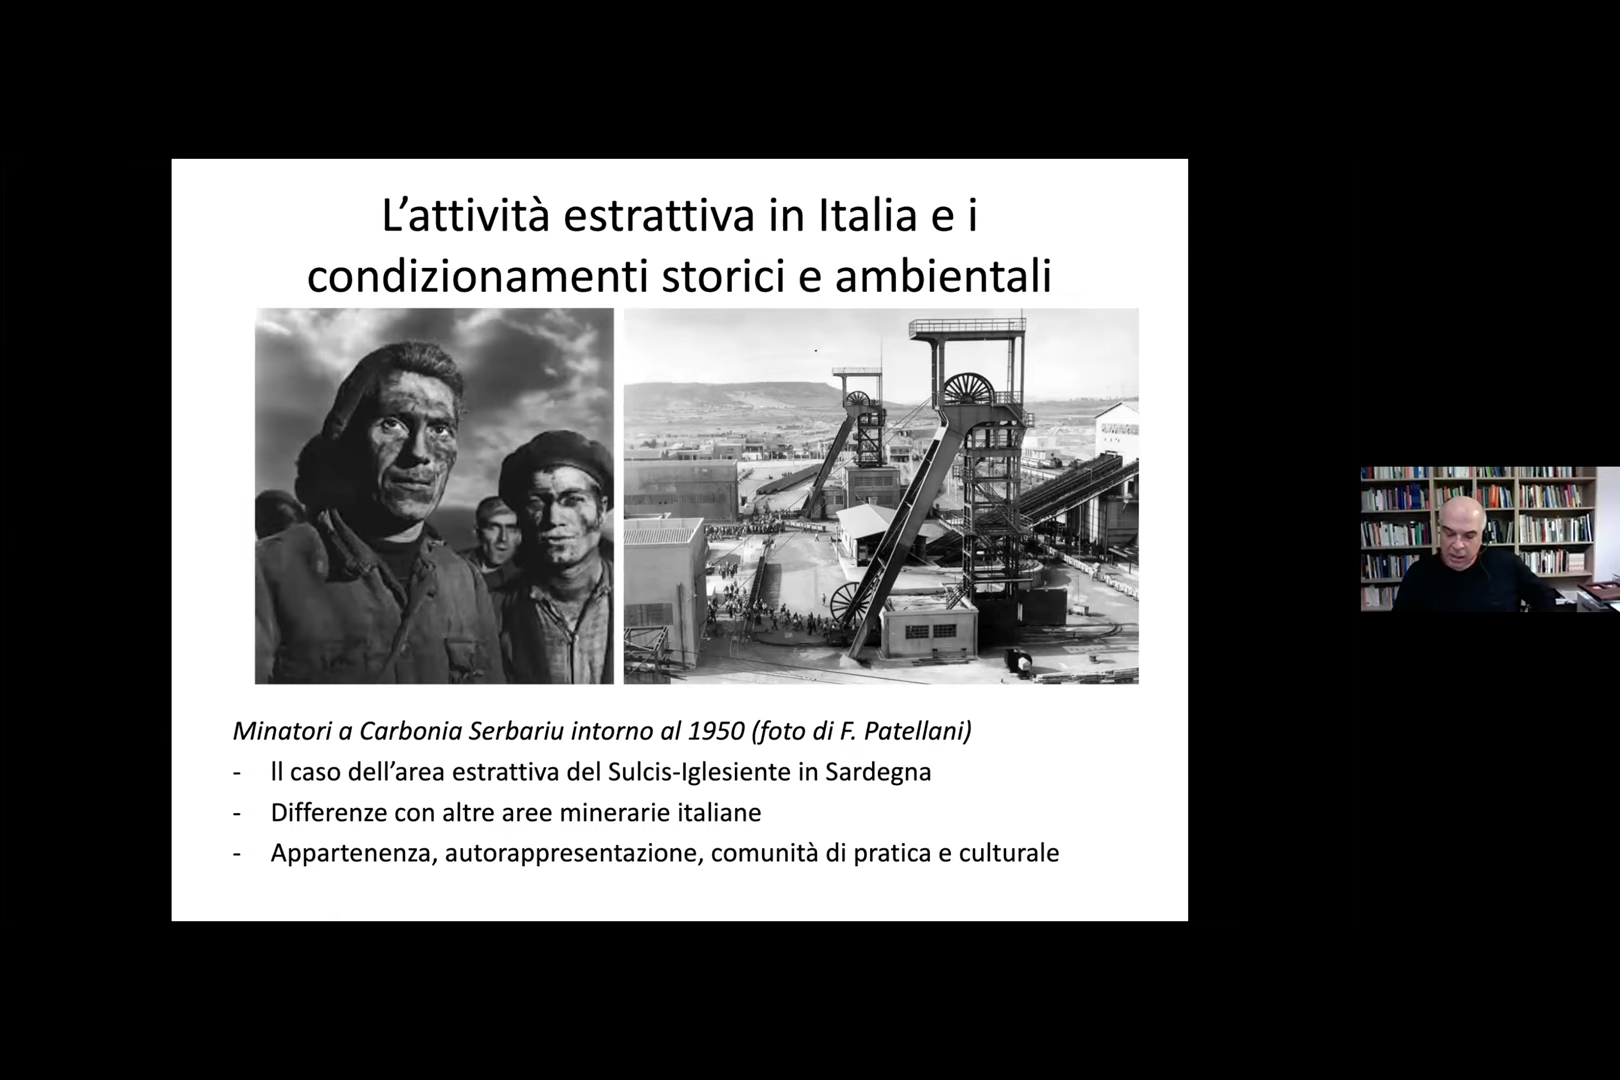 L’attività estrattiva in Italia e i
condizionamenti storici e ambientali
Minatori a Carbonia Serbariu intorno al 1950 (foto di F. Patellani)
- ll caso dell’area estrattiva del Sulcis-Iglesiente in Sardegna
- Differenze con altre aree minerarie italiane
- Appartenenza, autorappresentazione, comunità di pratica e culturale